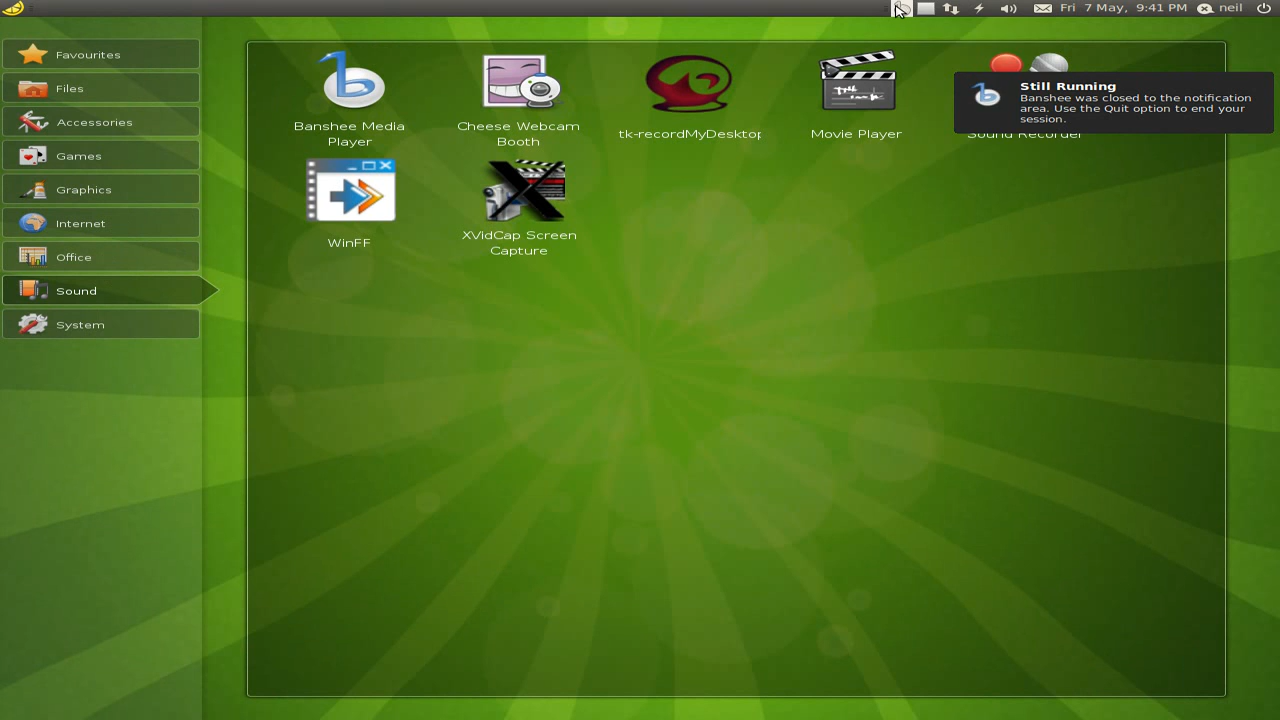 Fri 7 May, 9:41 PM neil
Favourites
Files
Accessories
Games
Graphics
Internet
Office
Sound
System
Banshee Media
Player
Cheese Webcam
Booth
tk-recordMyDesktop
Movie Player
Sound Recorder
WinFF
XVidCap Screen
Capture
Still Running
Banshee was closed to the notification
area. Use the Quit option to end your
session.